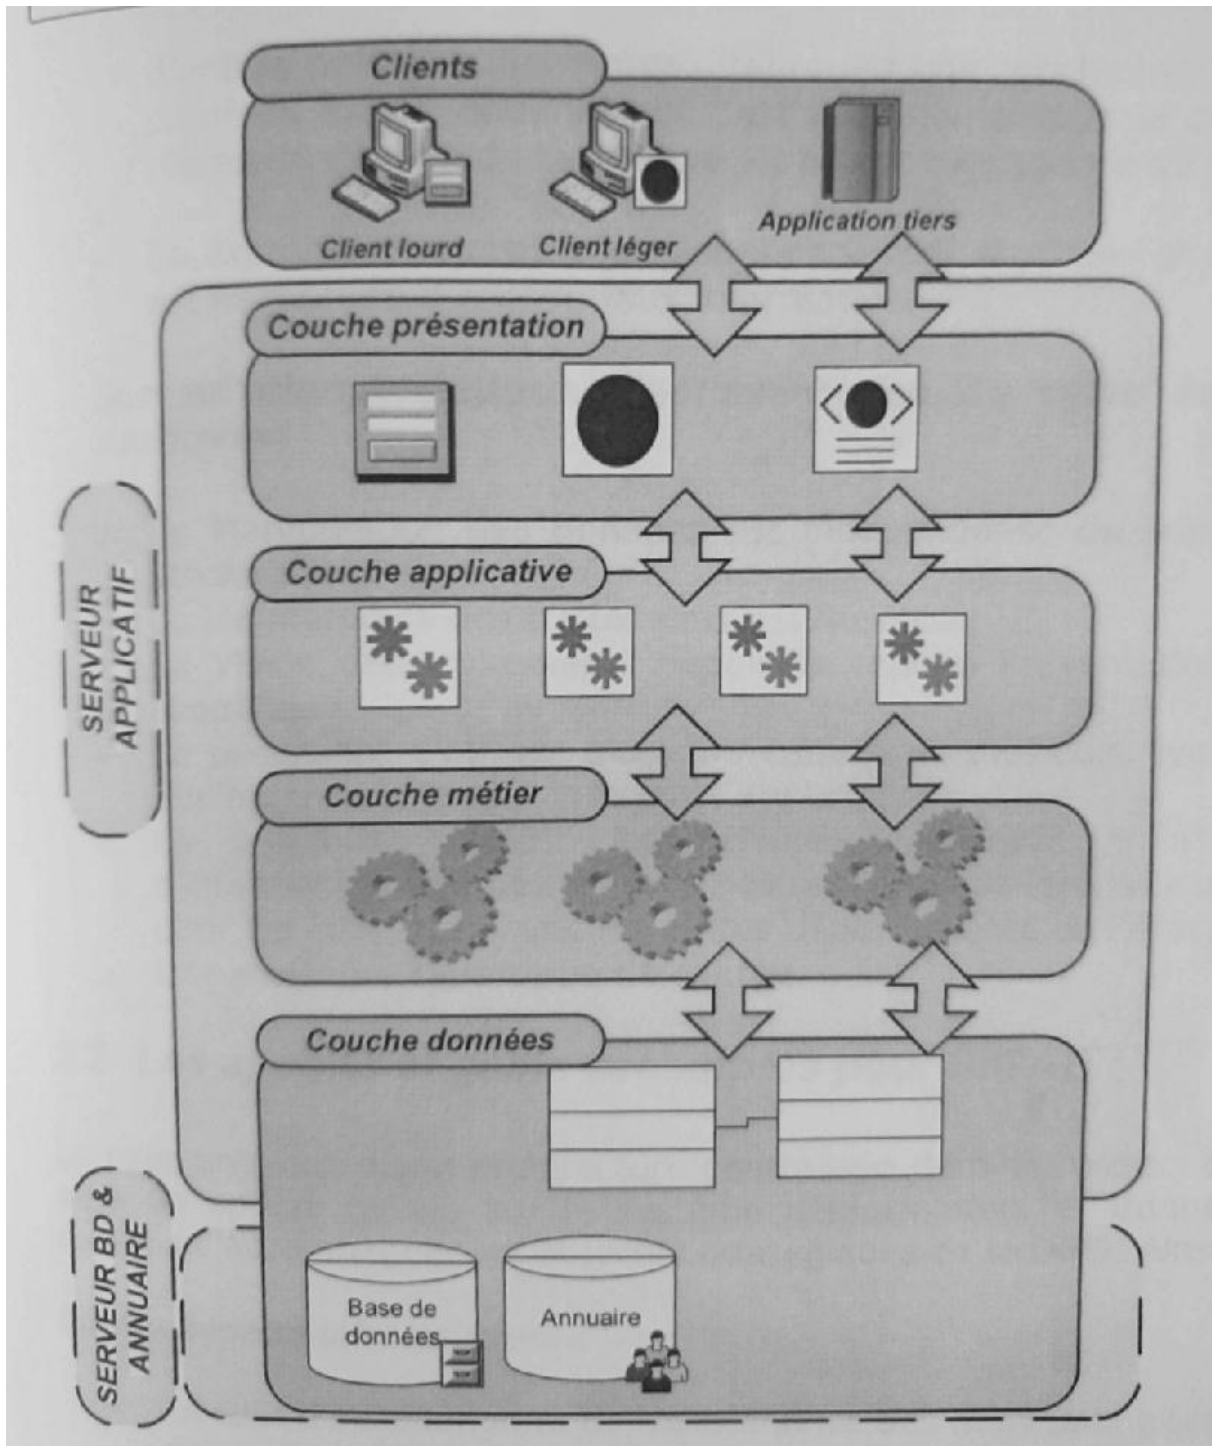 Clients
Client lourd
Client léger
Application tiers
Couche présentation
Couche applicative
SERVEUR
APPLICATIF
Couche métier
Couche données
SERVEUR BD &
ANNUAIRE
Base de
données
Annuaire